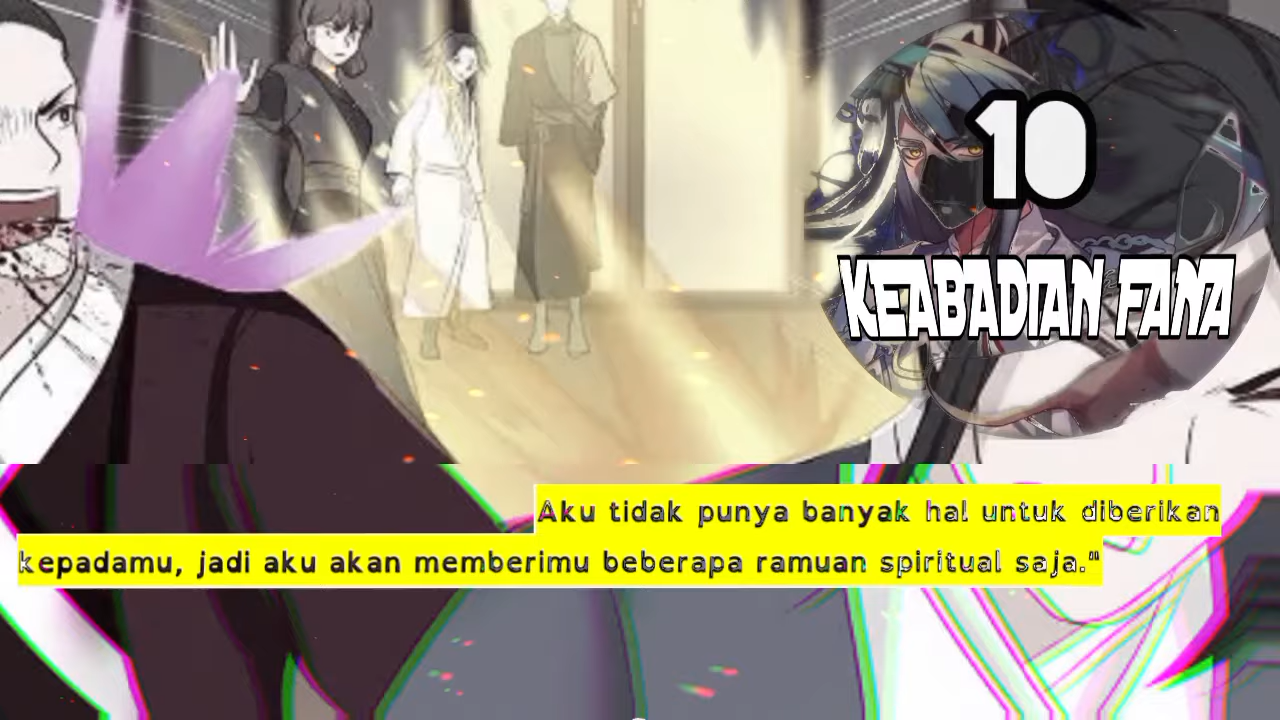 10
KEABADIAN FANA
Aku tidak punya banyak hal untuk diberikan
kepadamu, jadi aku akan memberimu beberapa ramuan spiritual saja."